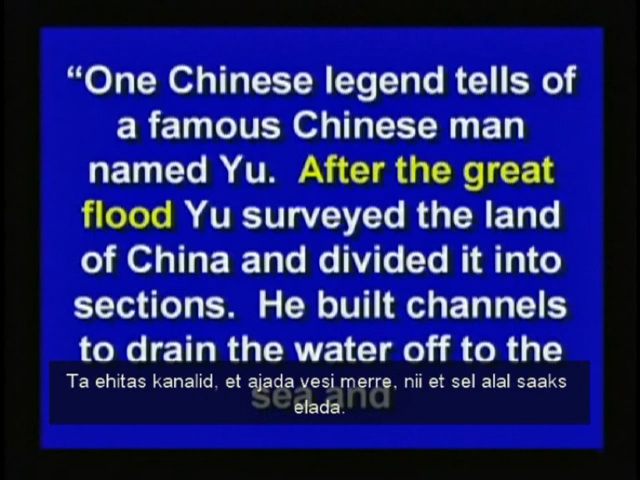 “One Chinese legend tells of
a famous Chinese man
named Yu. After the great
flood Yu surveyed the land
of China and divided it into
sections. He built channels
to drain the water off to the
sea and
Ta ehitas kanalid, et ajada vesi merre, nii et sel alal saaks
elada.